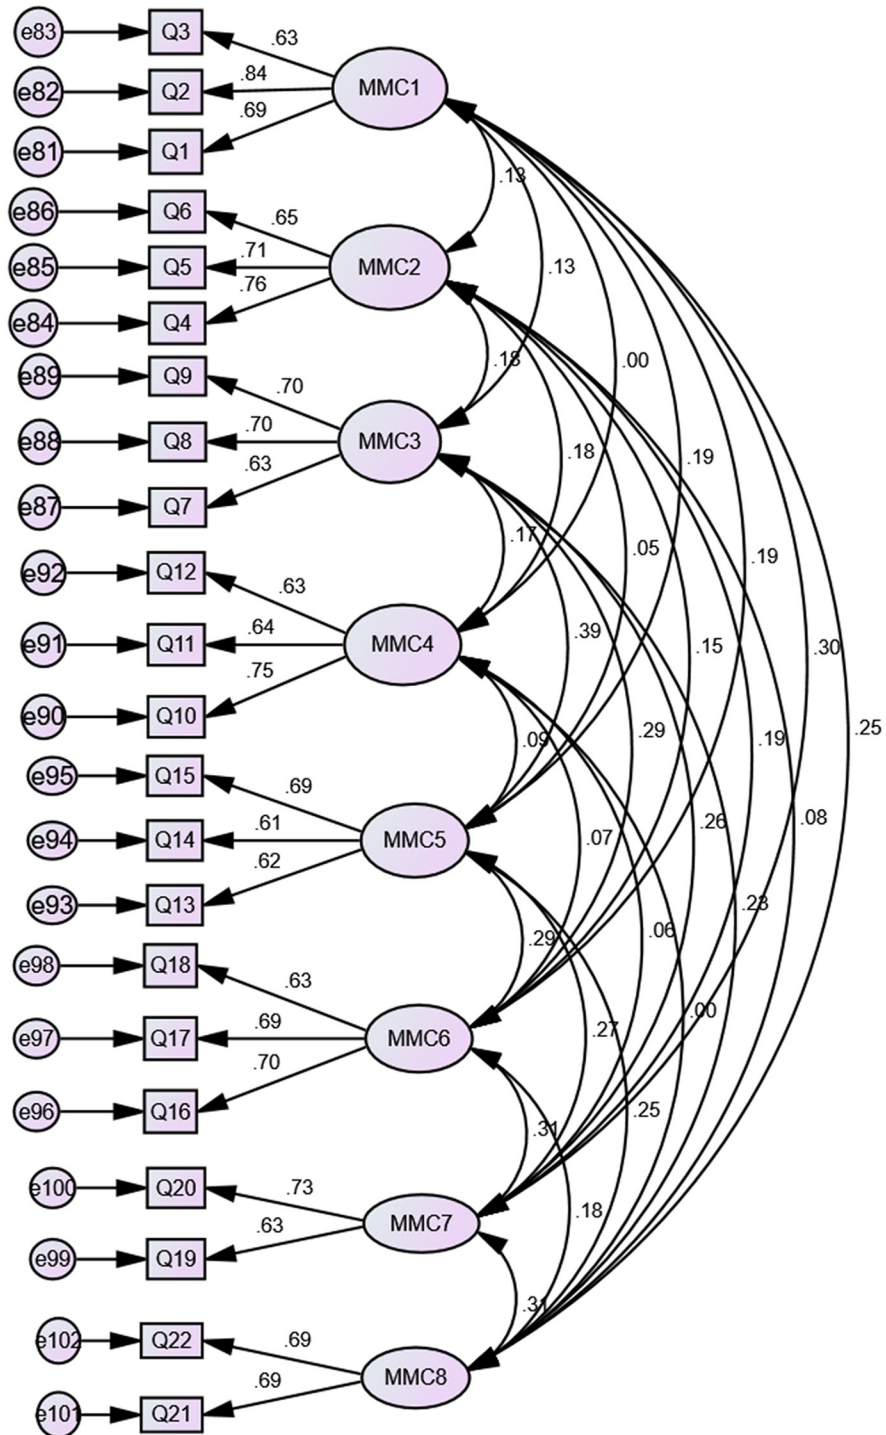 e83 Q3 .63
e82 Q2 .84 MMC1
e81 Q1 .69
.13
e86 Q6 .65
e85 Q5 .71 MMC2 .13
e84 Q4 .76
.18 .00
e89 Q9 .70
e88 Q8 .70 MMC3 .18 .19
e87 Q7 .63
.17 .05 .19
e92 Q12 .63
e91 Q11 .64 MMC4 .39 .15 .30
e90 Q10 .75
.09 .29 .19 .25
e95 Q15 .69
e94 Q14 .61 MMC5 .07 .26 .08
e93 Q13 .62
.29 .06 .23
e98 Q18 .63
e97 Q17 .69 MMC6 .27 .00
e96 Q16 .70
.31 .25
e100 Q20 .73
e99 Q19 .63 MMC7 .18
.31
e102 Q22 .69
e101 Q21 .69 MMC8